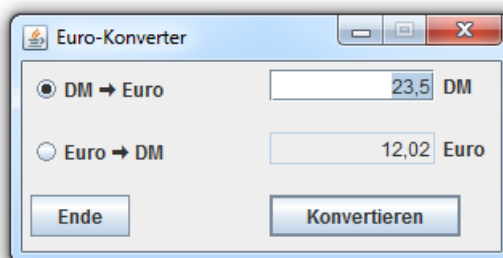 Euro-Konverter
DM ➞ Euro 23,5 DM
Euro ➞ DM 12,02 Euro
Ende Konvertieren